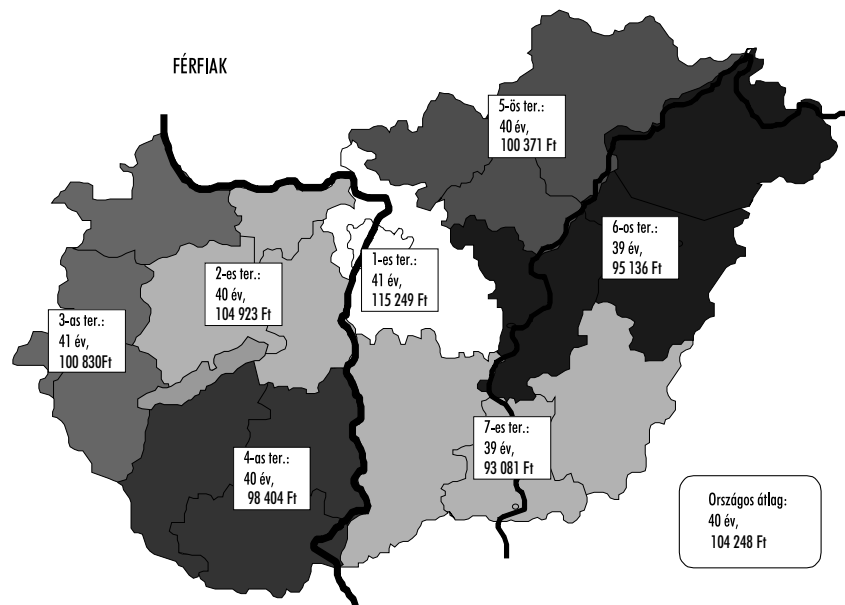 FÉRFIAK
5-ös ter.:
40 év,
100 371 Ft
6-os ter.:
39 év,
95 136 Ft
1-es ter.:
41 év,
115 249 Ft
2-es ter.:
40 év,
104 923 Ft
3-as ter.:
41 év,
100 830Ft
7-es ter.:
39 év,
93 081 Ft
4-as ter.:
40 év,
98 404 Ft
Országos átlag:
40 év,
104 248 Ft